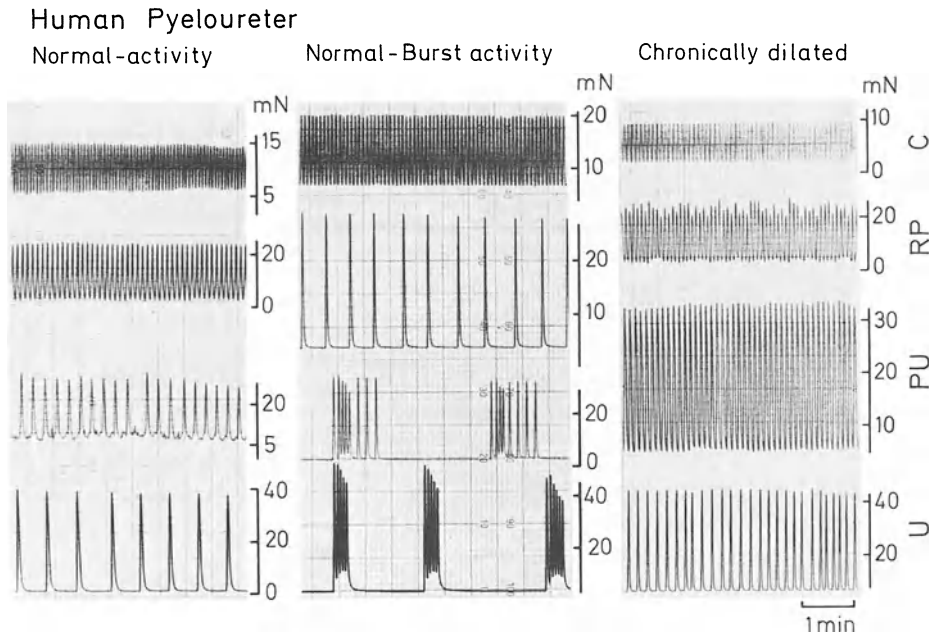 Human Pyeloureter
Normal-activity
Normal-Burst activity
Chronically dilated
mN
15
5
20
0
20
5
40
20
0
mN
20
10
20
10
20
0
40
20
mN
10
0
20
0
30
20
10
40
20
C
RP
PU
U
1min